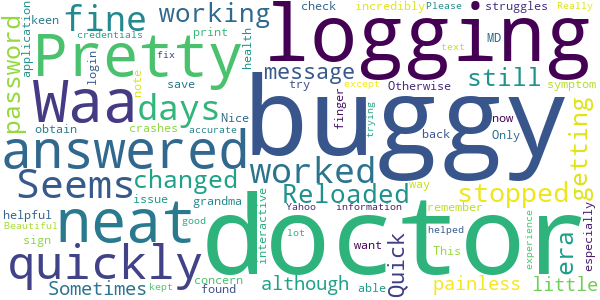 keen
application
fine
working
check
incredibly
Please
Really
password
credentials
login
fix
print
save
health
Pretty
logging
struggles
MD
Otherwise
symptom
message
still
text
except
Waa
days
note
try
finger
trying
buggy
back
now
Only
getting
obtain
crashes
accurate
Nice
answered
worked
Seems
changed
issue
grandma
Reloaded
stopped
way
remember
helpful
sign
neat
good
interactive
Yahoo
information
lot
want
Quick
able
helped
This
era
especially
experience
doctor
Beautiful
quickly
concern
found
kept
Sometimes
although
painless
little